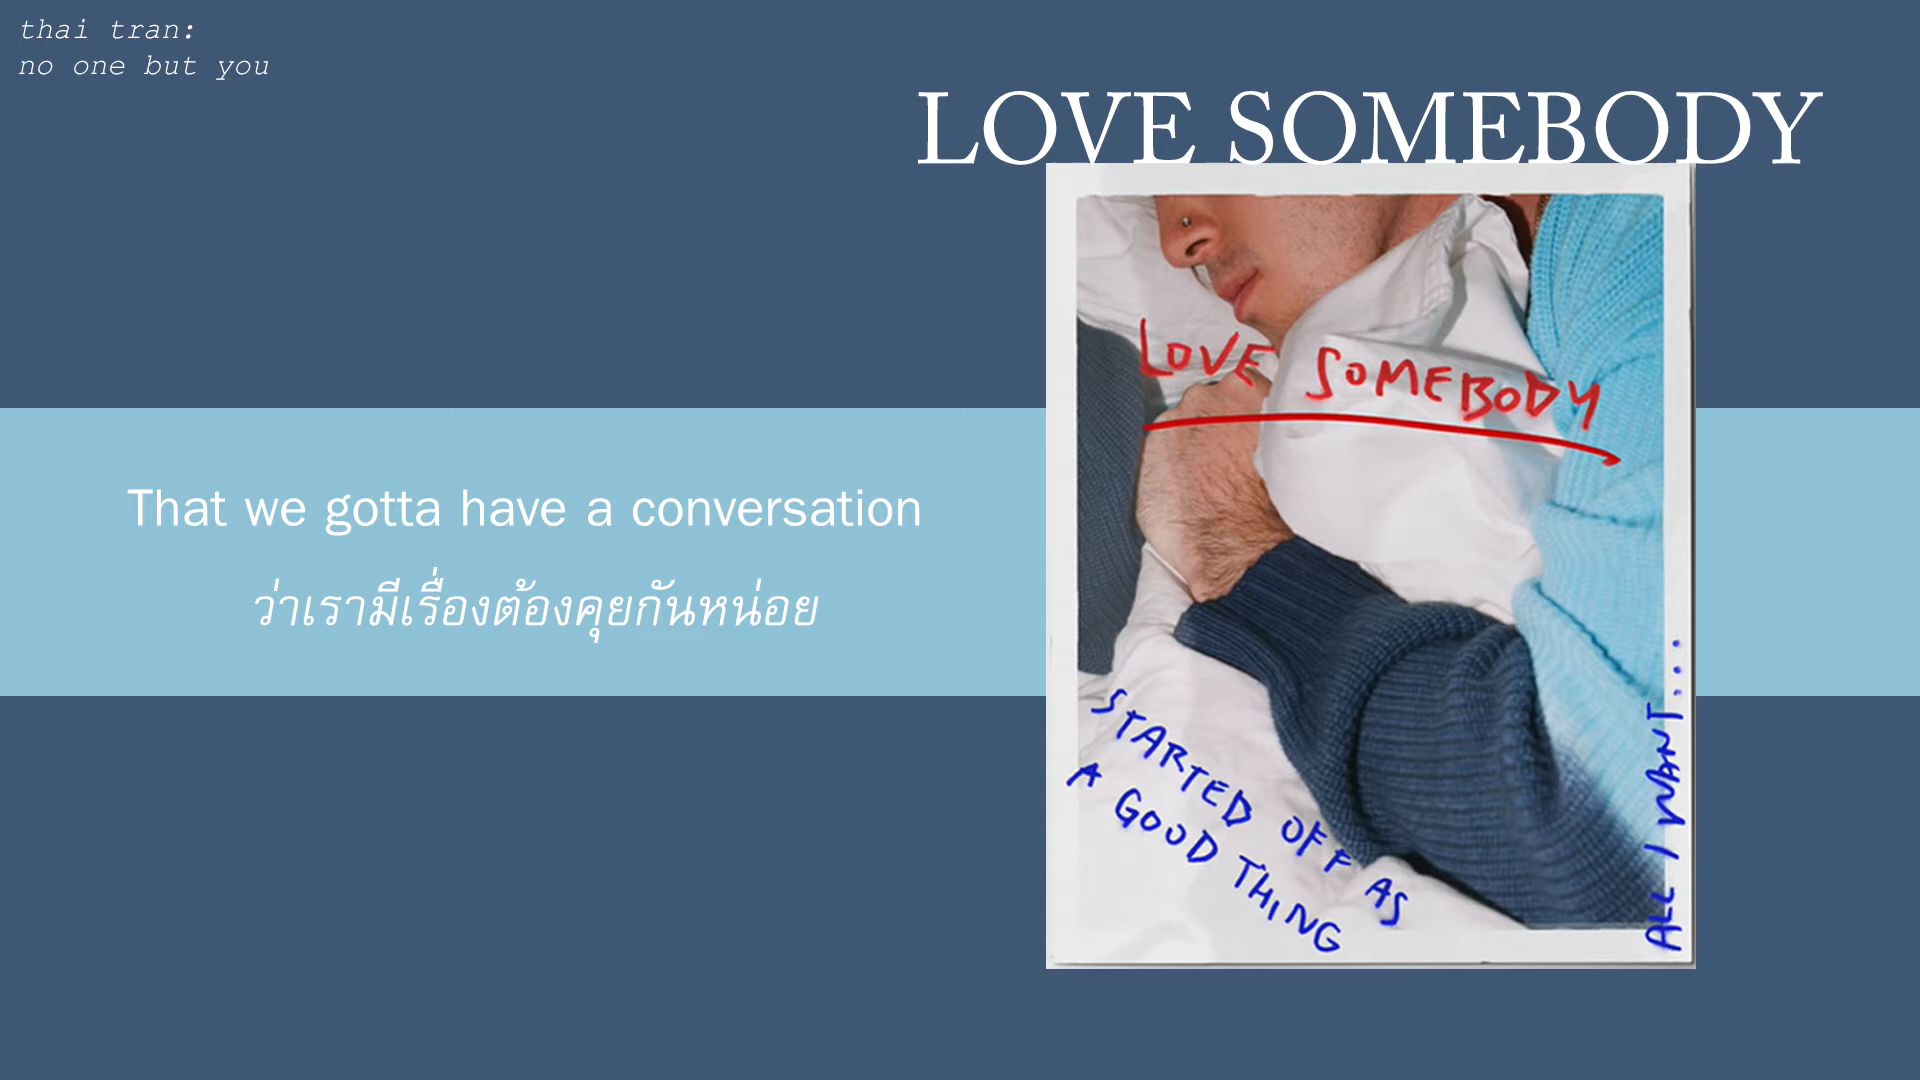 thai tran:
no one but you
LOVE SOMEBODY
That we gotta have a conversation
ว่าเรามีเรื่องต้องคุยกันหน่อย
LOVE SOMEBODY
STARTED OFF AS
A GOOD THING
ALL I WANT...